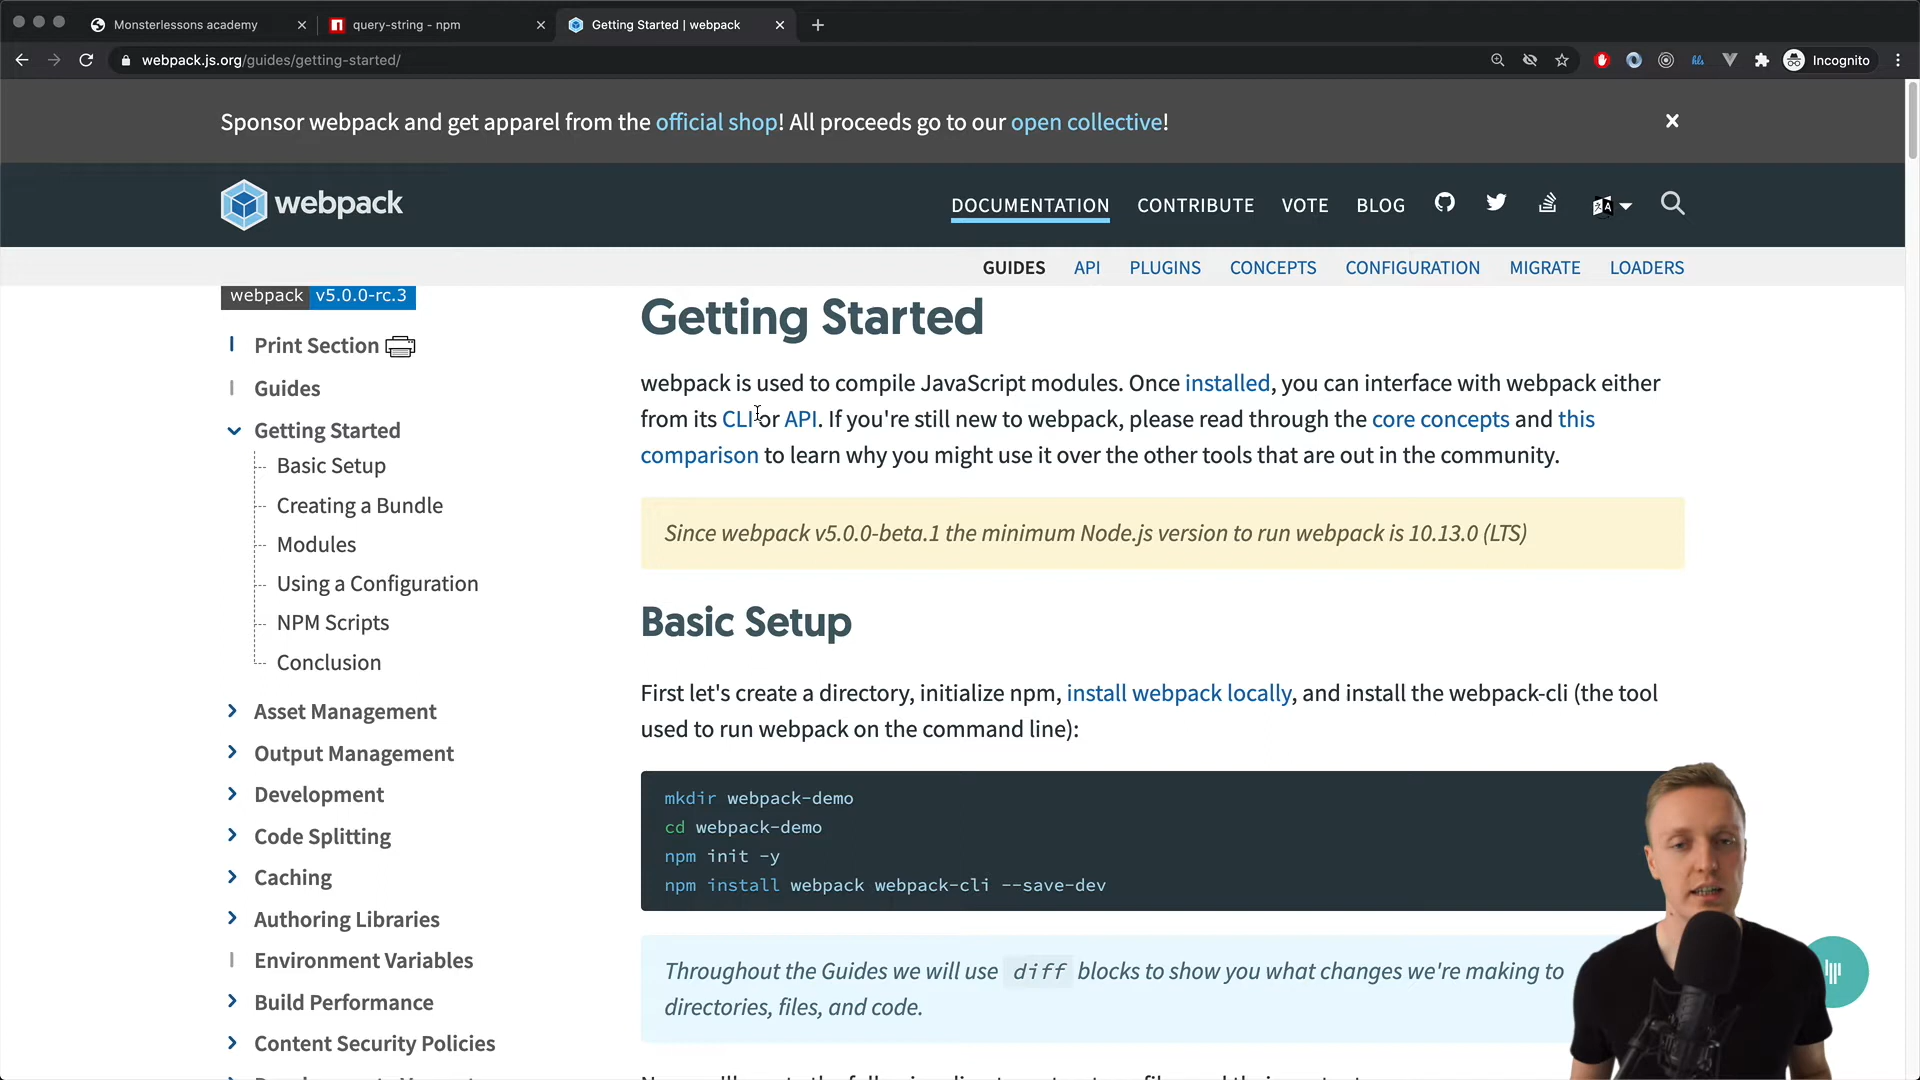 Monsterlessons academy
query-string - npm
Getting Started | webpack
webpack.js.org/guides/getting-started/
Incognito
Sponsor webpack and get apparel from the official shop! All proceeds go to our open collective!
webpack
DOCUMENTATION CONTRIBUTE VOTE BLOG
GUIDES API PLUGINS CONCEPTS CONFIGURATION MIGRATE LOADERS
webpack v5.0.0-rc.3
Print Section
Guides
Getting Started
Basic Setup
Creating a Bundle
Modules
Using a Configuration
NPM Scripts
Conclusion
Asset Management
Output Management
Development
Code Splitting
Caching
Authoring Libraries
Environment Variables
Build Performance
Content Security Policies
Getting Started
webpack is used to compile JavaScript modules. Once installed, you can interface with webpack either
from its CLI or API. If you're still new to webpack, please read through the core concepts and this
comparison to learn why you might use it over the other tools that are out in the community.
Since webpack v5.0.0-beta.1 the minimum Node.js version to run webpack is 10.13.0 (LTS)
Basic Setup
First let's create a directory, initialize npm, install webpack locally, and install the webpack-cli (the tool
used to run webpack on the command line):
mkdir webpack-demo
cd webpack-demo
npm init -y
npm install webpack webpack-cli --save-dev
Throughout the Guides we will use diff blocks to show you what changes we're making to
directories, files, and code.